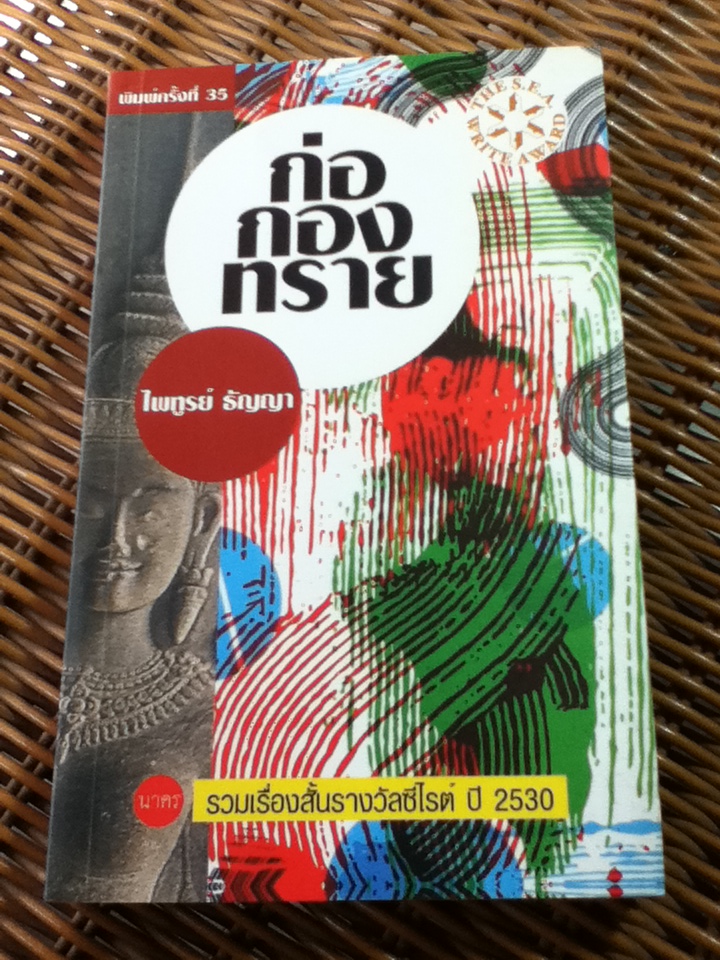 พิมพ์ครั้งที่ 35
THE S.E.A.
WRITE AWARD
ก่อ
กอง
ทราย
ไพฑูรย์ ธัญญา
นาคร
รวมเรื่องสั้นรางวัลซีไรต์ ปี 2530